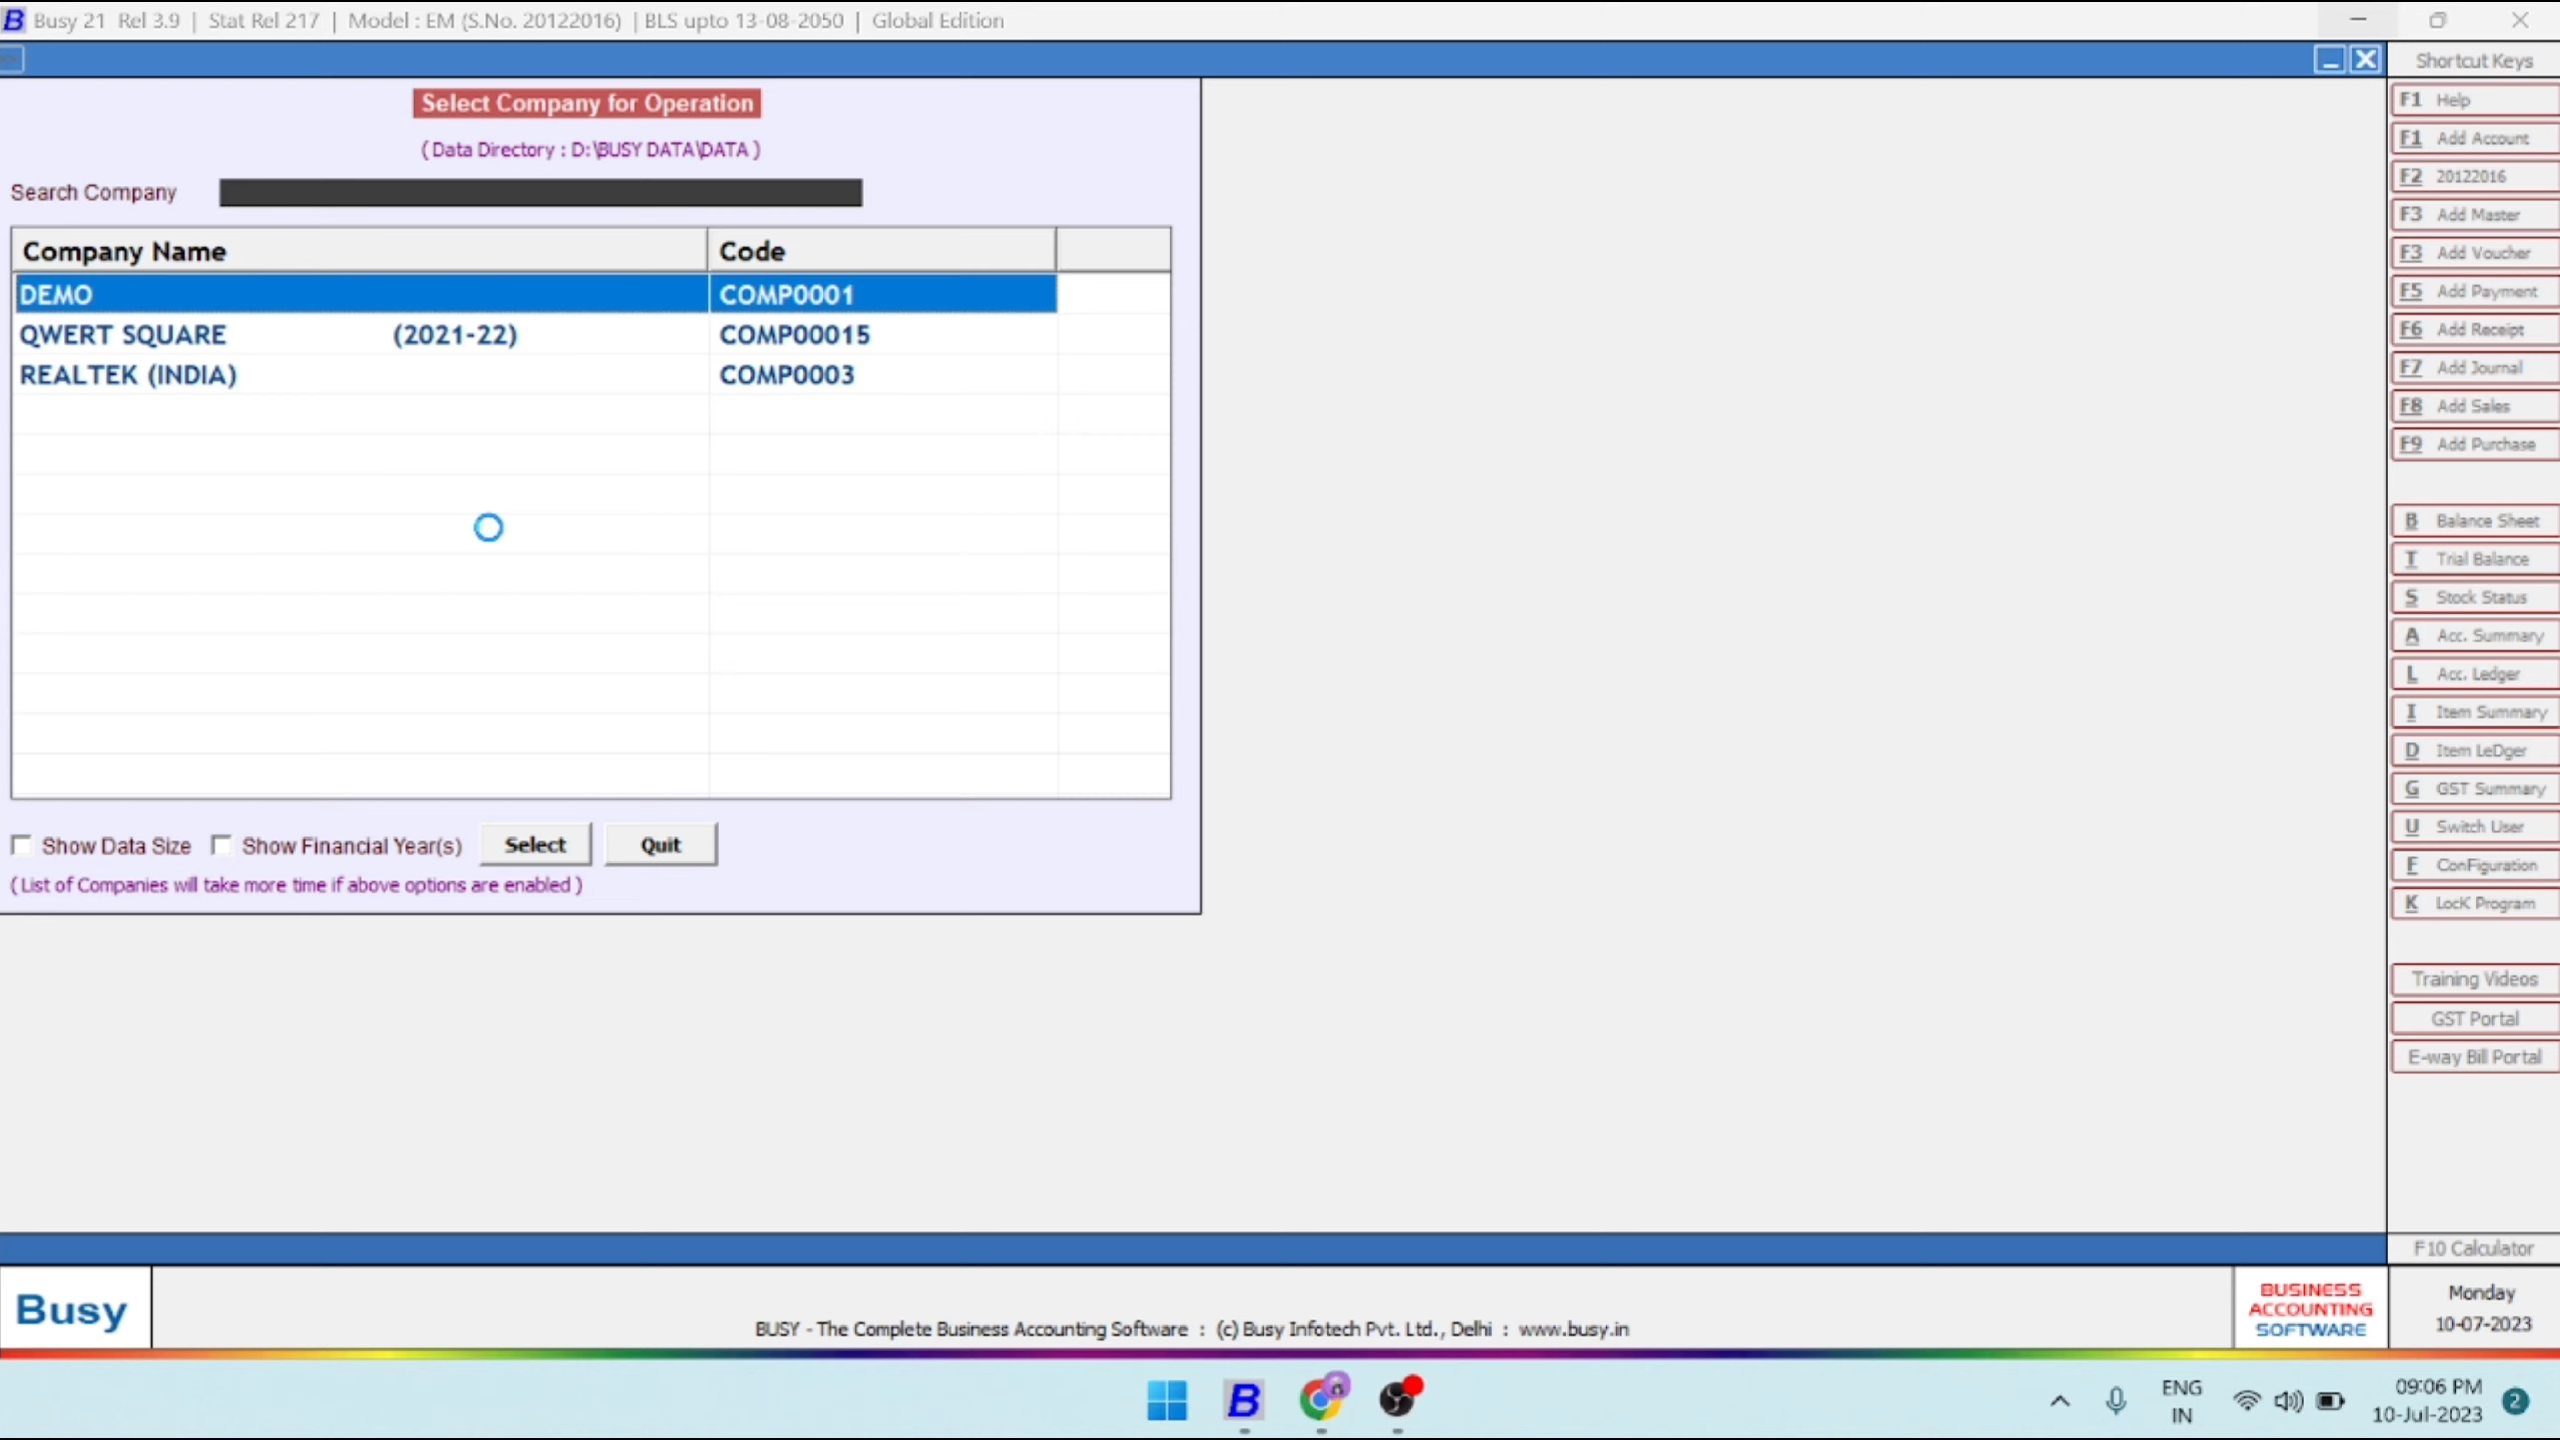 B Busy 21 Rel 3.9 | Stat Rel 217 | Model : EM (S.No. 20122016) | BLS upto 13-08-2050 | Global Edition
Shortcut Keys
Select Company for Operation
( Data Directory : D:\BUSY DATA\DATA )
Search Company
Company Name Code
DEMO COMP0001
QWERT SQUARE (2021-22) COMP00015
REALTEK (INDIA) COMP0003
Show Data Size Show Financial Year(s) Select Quit
( List of Companies will take more time if above options are enabled )
F1 Help
F1 Add Account
F2 20122016
F3 Add Master
F3 Add Voucher
F5 Add Payment
F6 Add Receipt
F7 Add Journal
F8 Add Sales
F9 Add Purchase
B Balance Sheet
T Trial Balance
S Stock Status
A Acc. Summary
L Acc. Ledger
I Item Summary
D Item LeDger
G GST Summary
U Switch User
F ConFiguration
K LocK Program
Training Videos
GST Portal
E-way Bill Portal
F10 Calculator
Busy
BUSY - The Complete Business Accounting Software : (c) Busy Infotech Pvt. Ltd., Delhi : www.busy.in
BUSINESS
ACCOUNTING
SOFTWARE
Monday
10-07-2023
B
ENG
IN
09:06 PM
10-Jul-2023
2